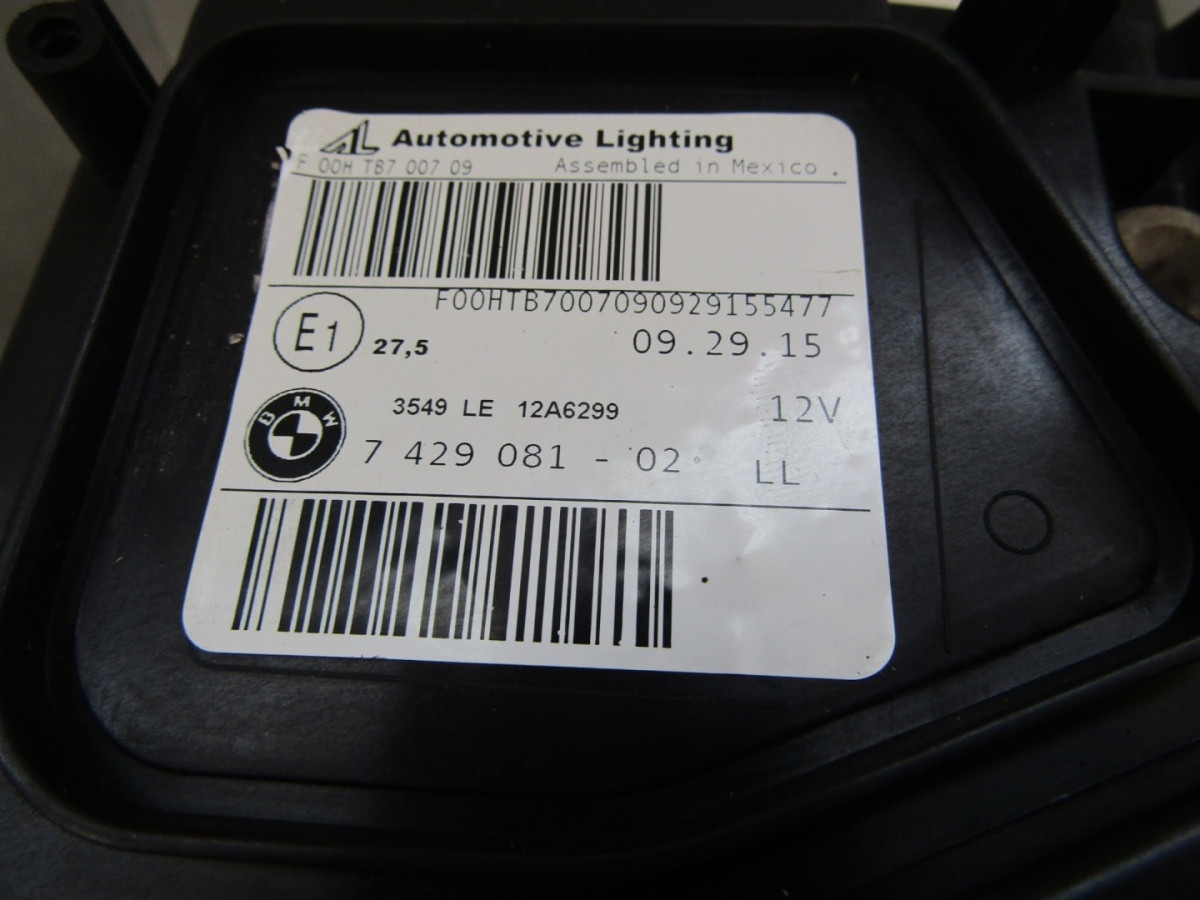 AL Automotive Lighting
F 00H TB7 007 09 Assembled in Mexico .
F00HTB7007090929155477
E1 27,5 09.29.15
BMW 3549 LE 12A6299 12V
7 429 081 - 02 LL